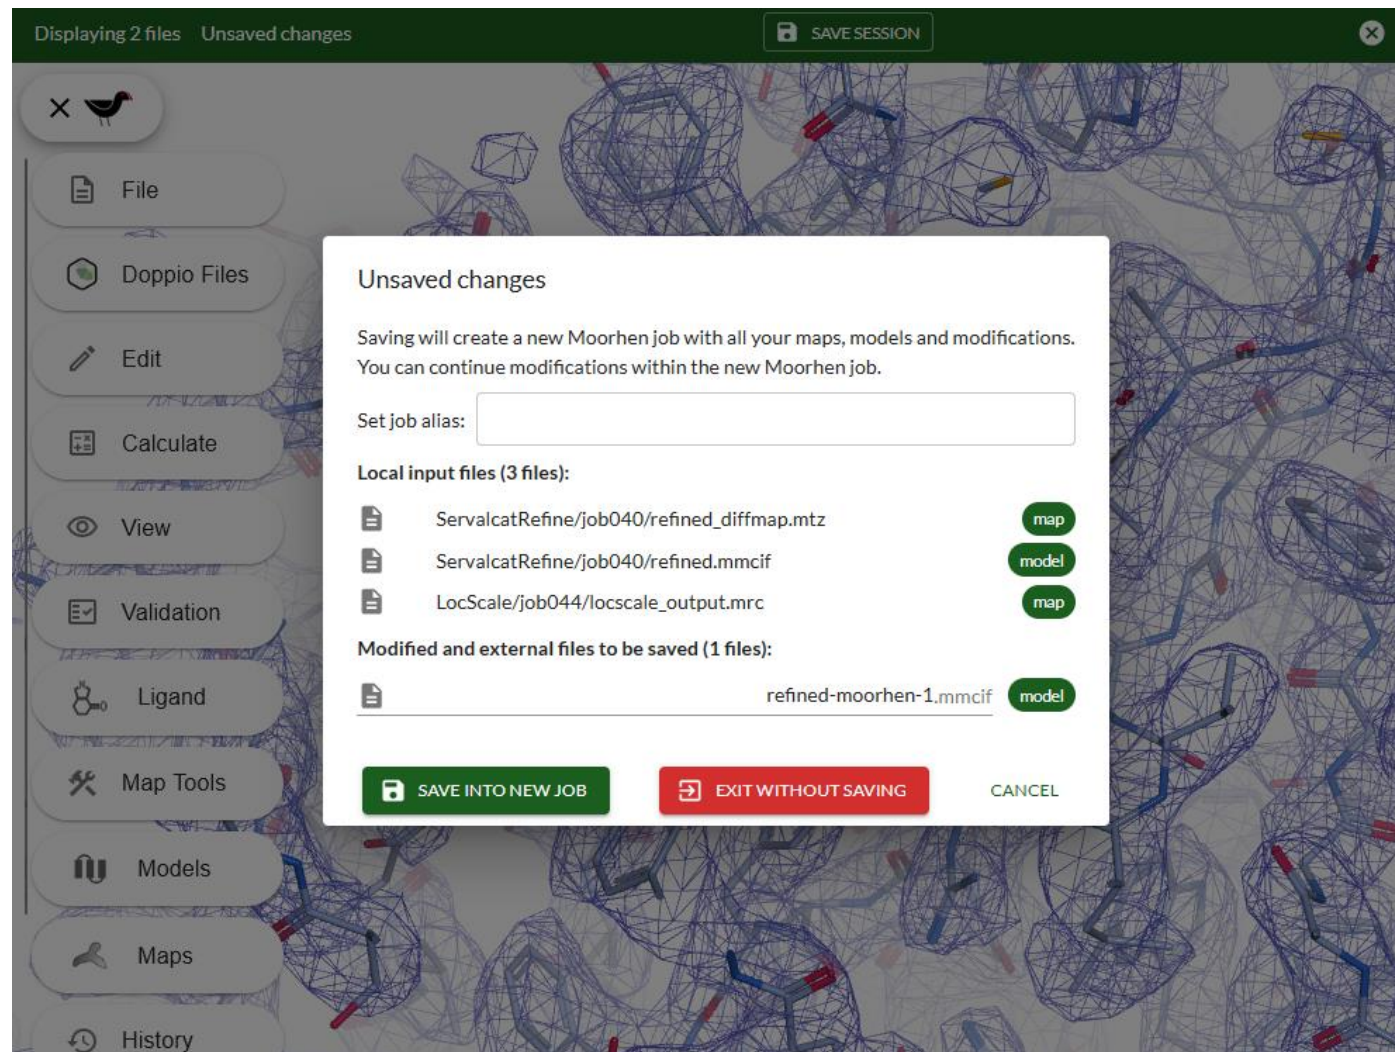 Displaying 2 files Unsaved changes SAVE SESSION
File
Doppio Files
Edit
Calculate
View
Validation
Ligand
Map Tools
Models
Maps
History
Unsaved changes
Saving will create a new Moorhen job with all your maps, models and modifications.
You can continue modifications within the new Moorhen job.
Set job alias:
Local input files (3 files):
ServalcatRefine/job040/refined_diffmap.mtz map
ServalcatRefine/job040/refined.mmcif model
LocScale/job044/locscale_output.mrc map
Modified and external files to be saved (1 files):
refined-moorhen-1.mmcif model
SAVE INTO NEW JOB EXIT WITHOUT SAVING CANCEL